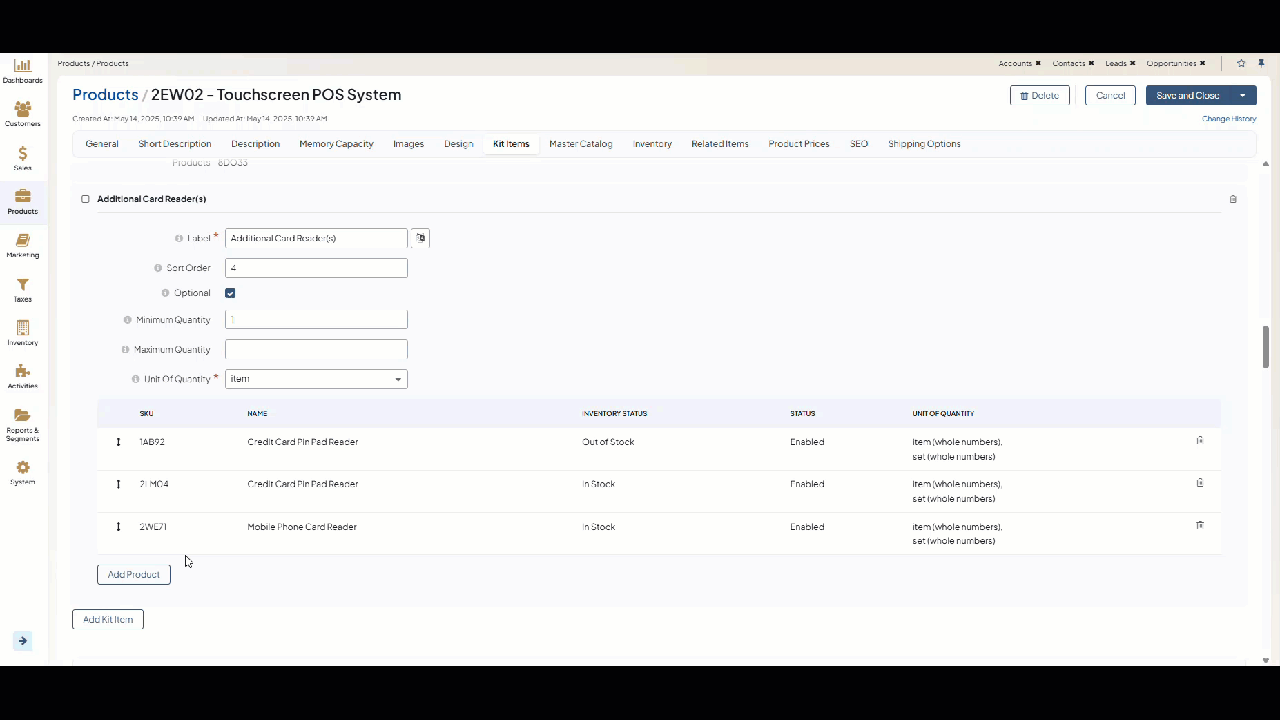 Dashboards
Customers
Sales
Products
Marketing
Taxes
Inventory
Activities
Reports &
Segments
System
Products / Products
Accounts ✖ Contacts ✖ Leads ✖ Opportunities ✖
Products / 2EW02 - Touchscreen POS System
Delete Cancel Save and Close
Created At: May 14, 2025, 10:39 AM Updated At: May 14, 2025, 10:39 AM
Change History
General Short Description Description Memory Capacity Images Design Kit Items Master Catalog Inventory Related Items Product Prices SEO Shipping Options
Products 8DO33
Additional Card Reader(s)
Label * Additional Card Reader(s)
Sort Order 4
Optional
Minimum Quantity 1
Maximum Quantity
Unit Of Quantity * item
SKU NAME INVENTORY STATUS STATUS UNIT OF QUANTITY
1AB92 Credit Card Pin Pad Reader Out of Stock Enabled item (whole numbers),
set (whole numbers)
2LM04 Credit Card Pin Pad Reader In Stock Enabled item (whole numbers),
set (whole numbers)
2WE71 Mobile Phone Card Reader In Stock Enabled item (whole numbers),
set (whole numbers)
Add Product
Add Kit Item